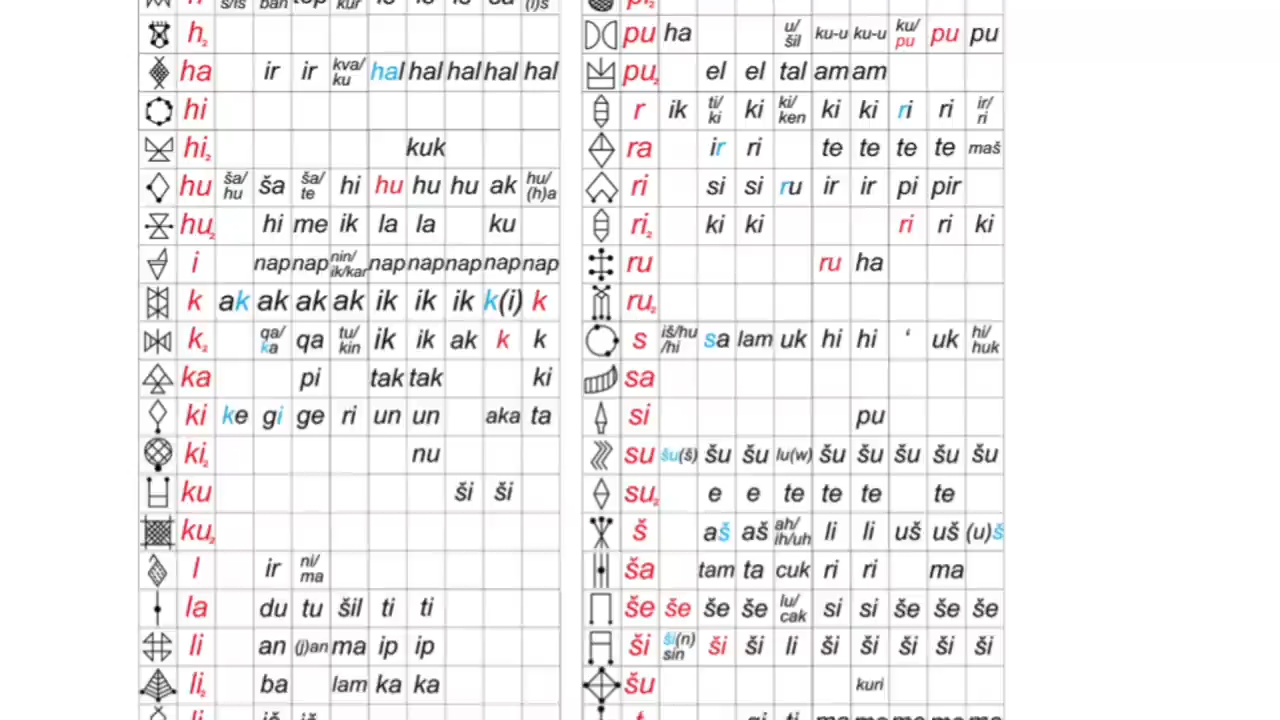 š/iš ban top kur is is is ša (i)š
h₂
ha ir ir kva/ku hal hal hal hal hal
hi
hi₂ kuk
hu ša/hu ša ša/te hi hu hu hu ak hu/(h)a
hu₂ hi me ik la la ku
i nap nap nin/ik/kar nap nap nap nap nap
k ak ak ak ak ik ik ik k(i) k
k₂ qa/ka qa tu/kin ik ik ak k k
ka pi tak tak ki
ki ke gi ge ri un un aka ta
ki₂ nu
ku ši ši
ku₂
l ir ni/ma
la du tu šil ti ti
li an (j)an ma ip ip
li₂ ba lam ka ka
pu ha u/šil ku-u ku-u ku/pu pu pu
pu₂ el el tal am am
r ik ti/ki ki ki/ken ki ki ri ri ir/ri
ra ir ri te te te te maš
ri si si ru ir ir pi pir
ri₂ ki ki ri ri ki
ru ru ha
ru₂
s iš/hu/hi sa lam uk hi hi ‘ uk hi/huk
sa
si pu
su šu(š) šu šu lu(w) šu šu šu šu šu
su₂ e e te te te te
š aš aš ah/ih/uh li li uš uš (u)š
ša tam ta cuk ri ri ma
še še še še lu/cak si si še še še
ši ši(n) sin ši ši li ši ši ši ši ši
šu kuri